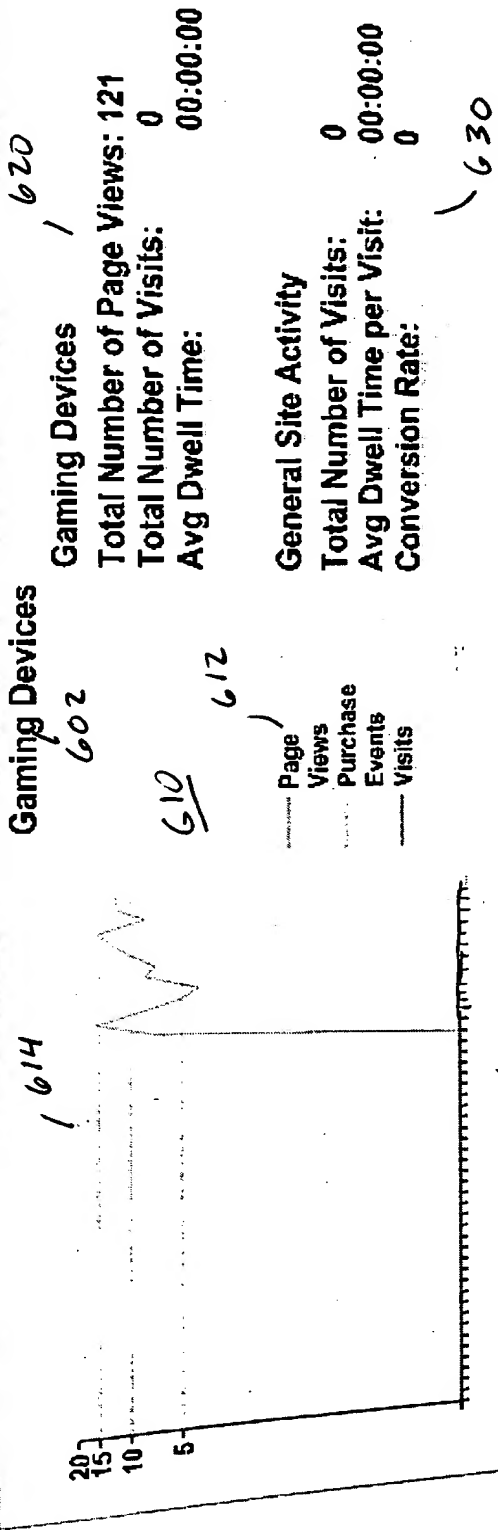 Gaming Devices
602
614
20
15
10
5
610
612
Page
Views
Purchase
Events
Visits
620
Gaming Devices
Total Number of Page Views: 121
Total Number of Visits: 0
Avg Dwell Time: 00:00:00
General Site Activity
Total Number of Visits: 0
Avg Dwell Time per Visit: 00:00:00
Conversion Rate: 0
630